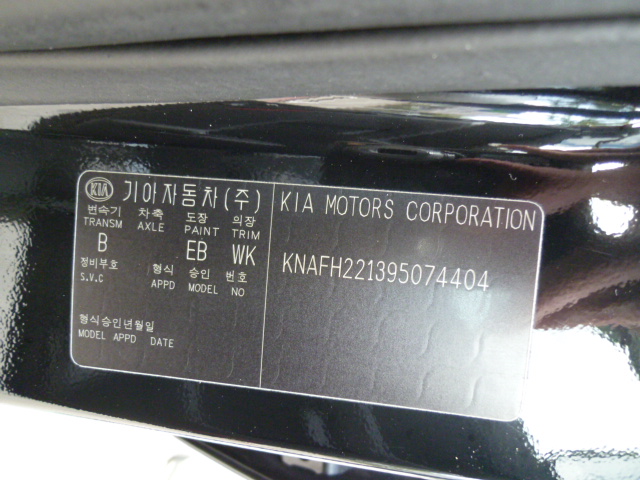 KIA 기아자동차(주)
변속기 차축 도장 의장
TRANSM AXLE PAINT TRIM
B EB WK
정비부호 형식 승인 번호
S.V.C APPD MODEL NO
형식승인년월일
MODEL APPD DATE
KIA MOTORS CORPORATION
KNAFH221395074404